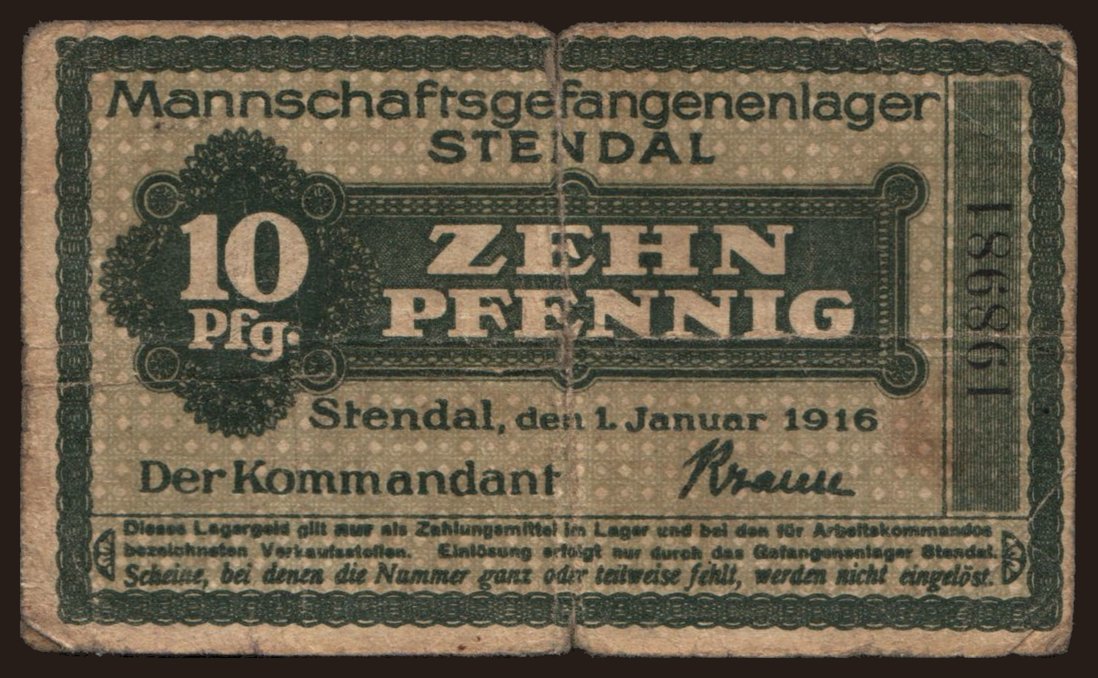 Mannschaftsgefangenenlager
STENDAL
10
Pfg.
ZEHN
PFENNIG
198981
Stendal, den 1. Januar 1916
Der Kommandant
Dieses Lagergeld gilt nur als Zahlungsmittel im Lager und bei den für Arbeitskommandos
bezeichneten Verkaufsstellen. Einlösung erfolgt nur durch das Gefangenenlager Stendal.
Scheine, bei denen die Nummer ganz oder teilweise fehlt, werden nicht eingelöst.